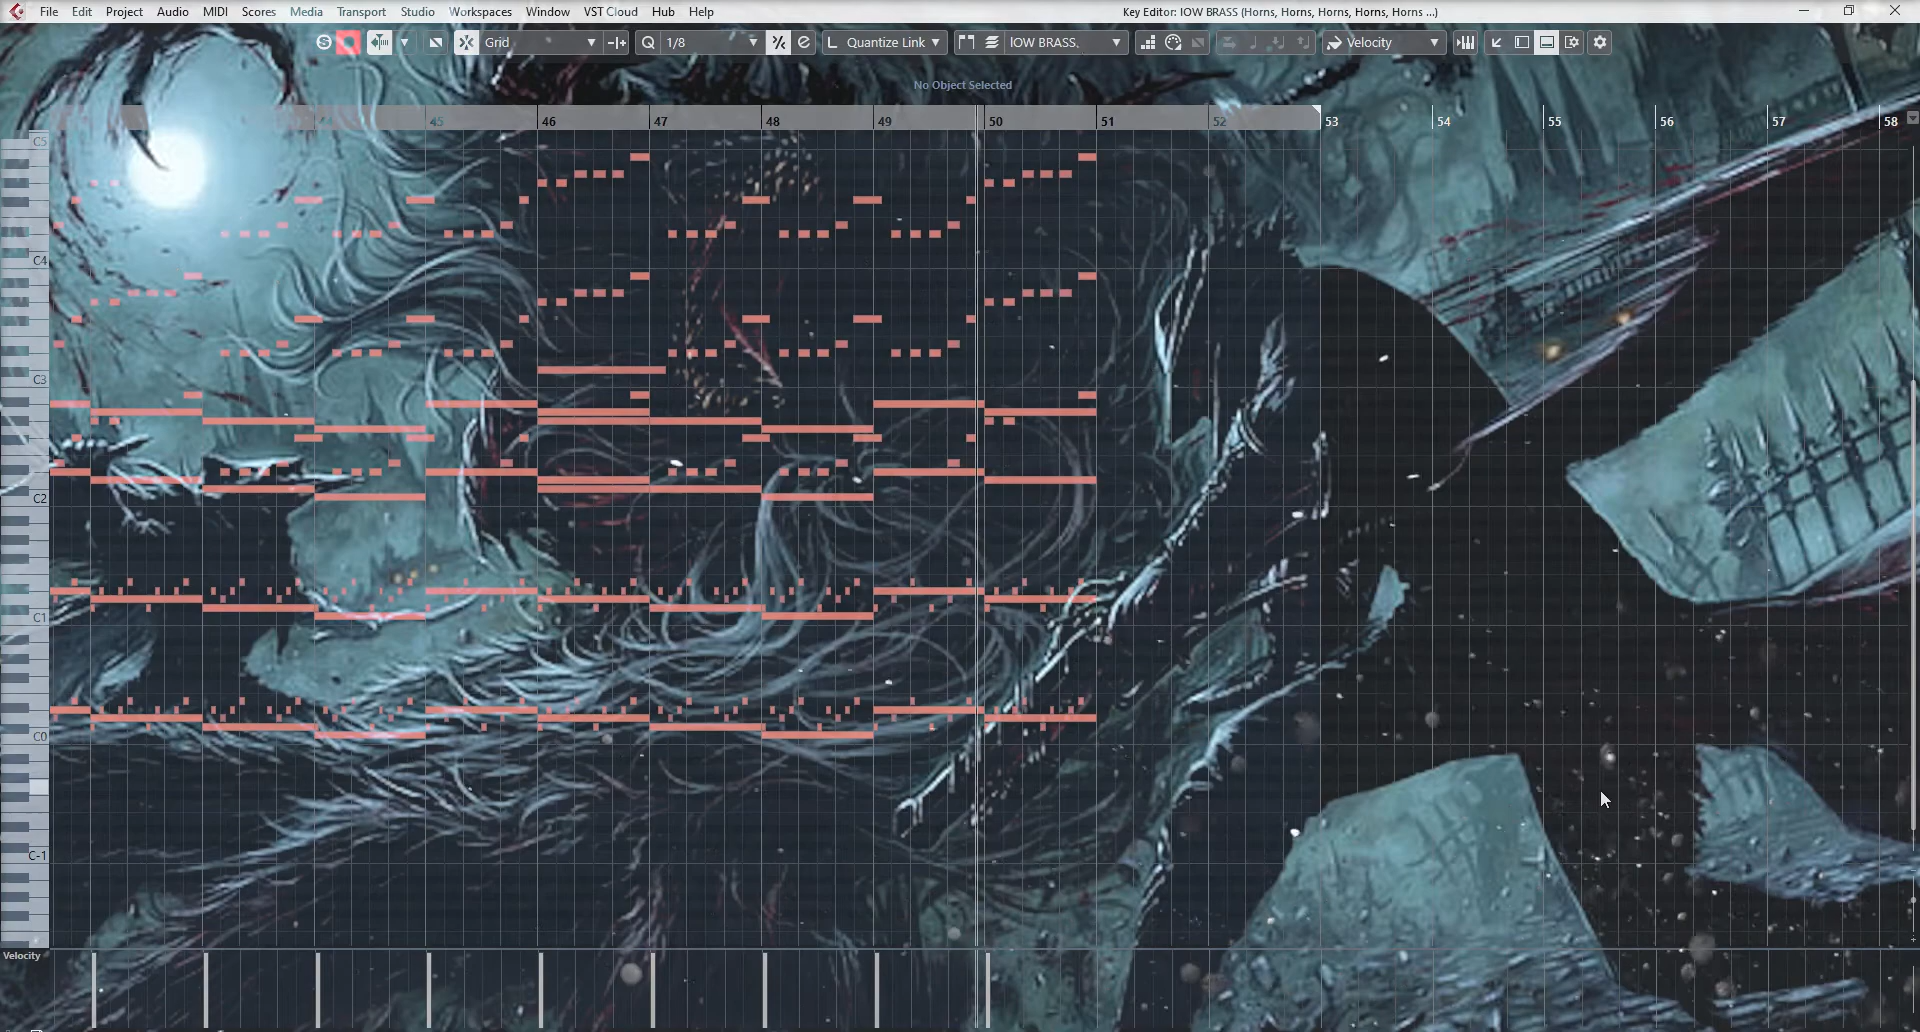 File Edit Project Audio MIDI Scores Media Transport Studio Workspaces Window VST Cloud Hub Help
Key Editor: IOW BRASS (Horns, Horns, Horns, Horns, Horns ...)
S Grid Q 1/8 L Quantize Link IOW BRASS. Velocity
No Object Selected
45 46 47 48 49 50 51 52 53 54 55 56 57 58
C5
C4
C3
C2
C1
C0
C-1
Velocity